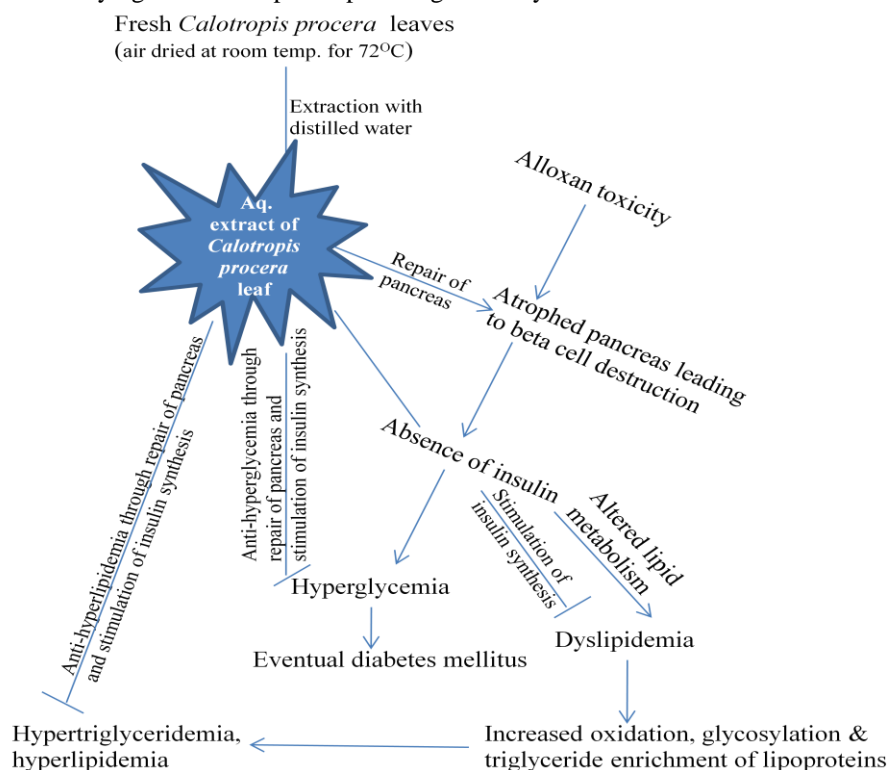 Fresh Calotropis procera leaves
(air dried at room temp. for 72OC)
Extraction with
distilled water
Aq.
extract of
Calotropis
procera
leaf
Alloxan toxicity
Repair of
pancreas
Atrophed pancreas leading
to beta cell destruction
Anti-hyperlipidemia through repair of pancreas
and stimulation of insulin synthesis
Anti-hyperglycemia through
repair of pancreas and
stimulation of insulin synthesis
Absence of insulin
Stimulation of
insulin synthesis
Altered lipid
metabolism
Hyperglycemia
Dyslipidemia
Eventual diabetes mellitus
Hypertriglyceridemia,
hyperlipidemia
Increased oxidation, glycosylation &
triglyceride enrichment of lipoproteins